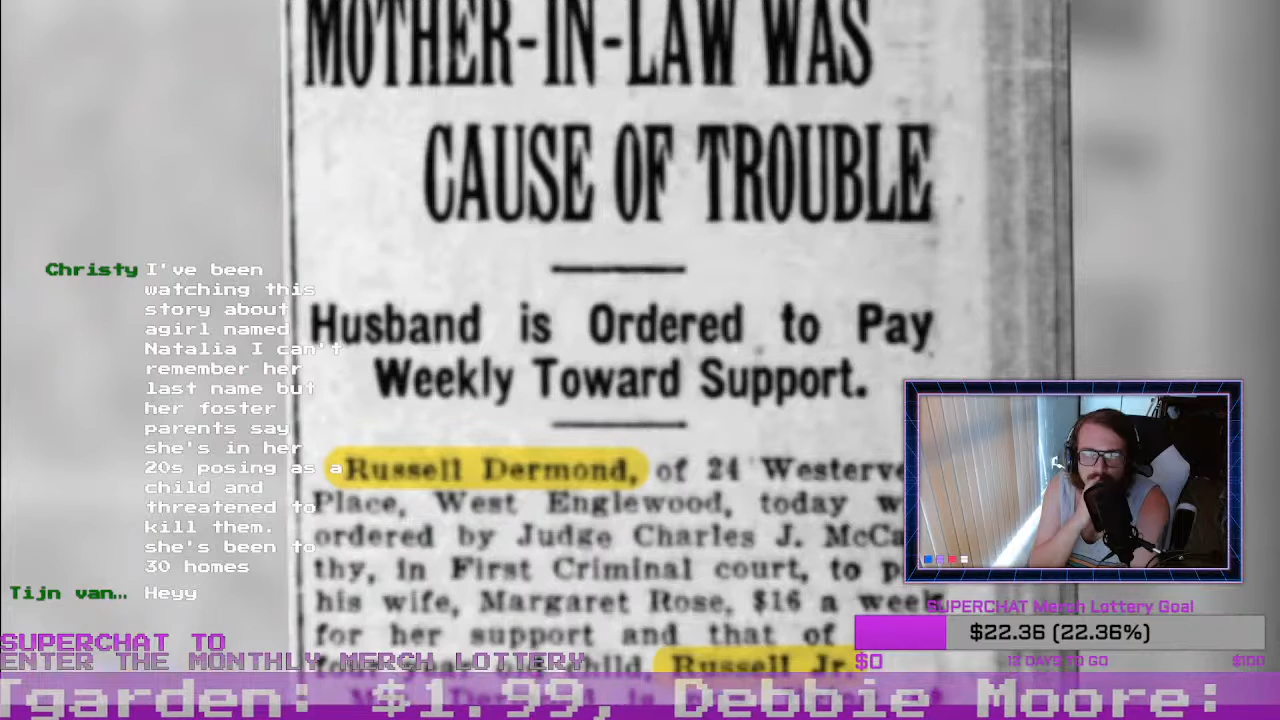 MOTHER-IN-LAW WAS
CAUSE OF TROUBLE
Husband is Ordered to Pay
Weekly Toward Support.
Russell Dermond, of 24
Place, West Englewood, today
ordered by Judge Charles J.
thy, in First Criminal court, to
his wife, Margaret Rose, $16 a week
for her support and that of
Russell Jr.
Christy I've been
watching this
story about
agirl named
Natalia I can't
remember her
last name but
her foster
parents say
she's in her
20s posing as a
child and
threatened to
kill them.
she's been to
30 homes
Tijn van... Heyy
SUPERCHAT TO
ENTER THE MONTHLY MERCH LOTTERY
SUPERCHAT Merch Lottery Goal
$22.36 (22.36%)
$0 12 DAYS TO GO $100
[garden: $1.99, Debbie Moore: